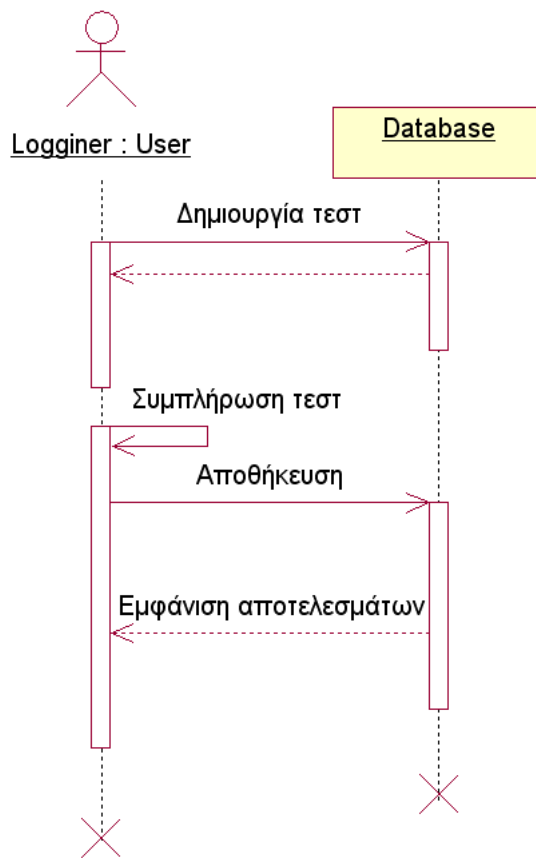 Logginer : User
Database
Δημιουργία τεστ
Συμπλήρωση τεστ
Αποθήκευση
Εμφάνιση αποτελεσμάτων